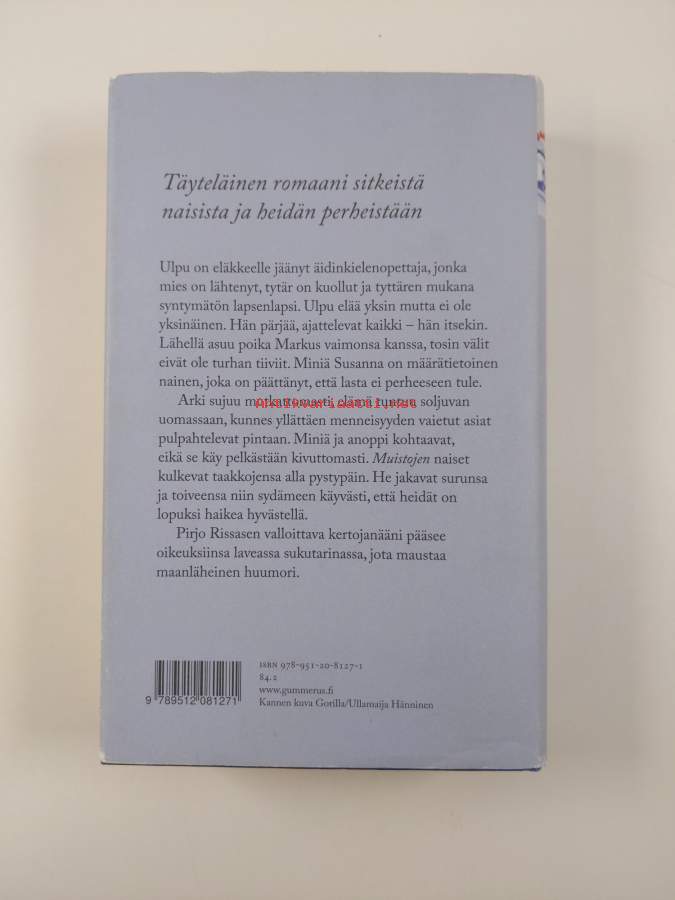 Täyteläinen romaani sitkeistä
naisista ja heidän perheistään
Ulpu on eläkkeelle jäänyt äidinkielenopettaja, jonka
mies on lähtenyt, tytär on kuollut ja tyttären mukana
syntymätön lapsenlapsi. Ulpu elää yksin mutta ei ole
yksinäinen. Hän pärjää, ajattelevat kaikki – hän itsekin.
Lähellä asuu poika Markus vaimonsa kanssa, tosin välit
eivät ole turhan tiiviit. Miniä Susanna on määrätietoinen
nainen, joka on päättänyt, että lasta ei perheeseen tule.
Arki sujuu mutkattomasti, elämä tuntuu soljuvan
Antikvariaatti.net
uomassaan, kunnes yllättäen menneisyyden vaietut asiat
pulpahtelevat pintaan. Miniä ja anoppi kohtaavat,
eikä se käy pelkästään kivuttomasti. Muistojen naiset
kulkevat taakkojensa alla pystypäin. He jakavat surunsa
ja toiveensa niin sydämeen käyvästi, että heidät on
lopuksi haikea hyvästellä.
Pirjo Rissasen valloittava kertojanääni pääsee
oikeuksiinsa laveassa sukutarinassa, jota maustaa
maanläheinen huumori.
ISBN 978-951-20-8127-1
84.2
www.gummerus.fi
Kannen kuva Gorilla/Ullamaija Hänninen
9 789512 081271